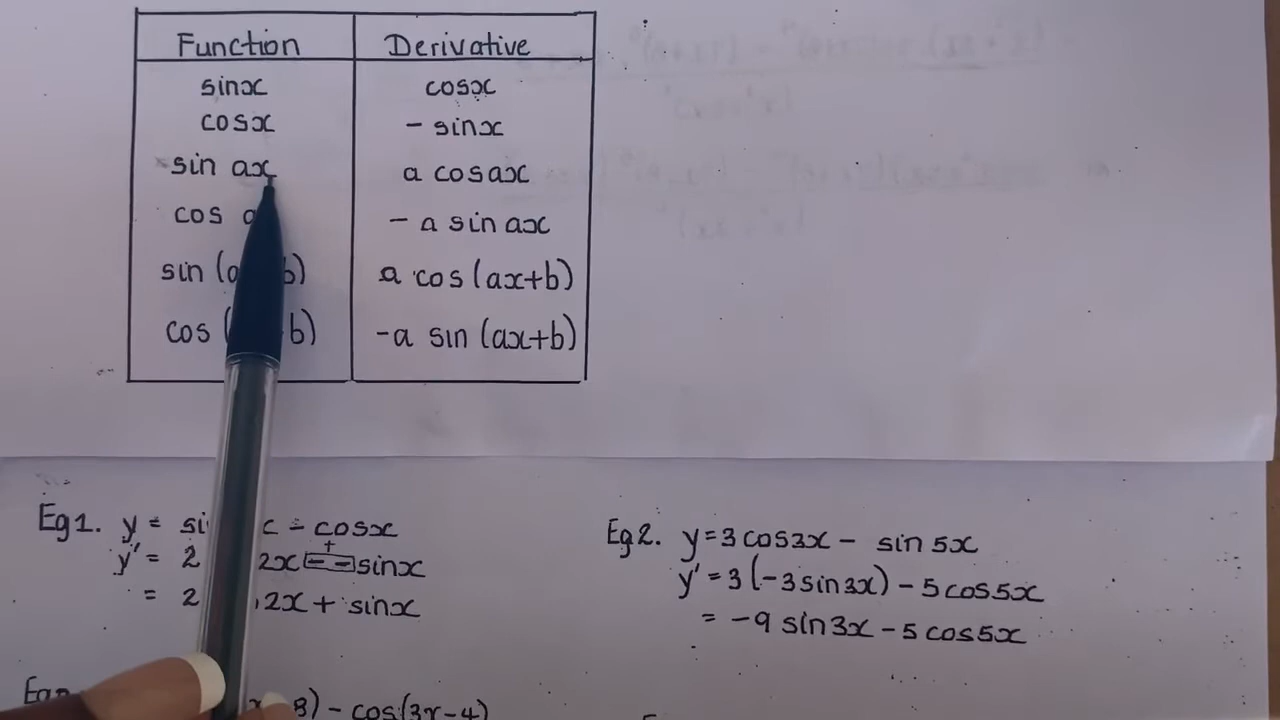 Function Derivative
sinx cosx
cosx - sinx
sin ax a cosax
cos - a sin ax
sin ( b) a cos (ax+b)
cos ( b) -a sin (ax+b)
Eg1. y = - cosx
y' = 2 2x + - - sinx
= 2 2x + sinx
Eg2. y=3 cos3x - sin 5x
y' = 3 (-3 sin3x) - 5 cos5x
= -9 sin3x - 5 cos5x
8) - cos(3x-4)